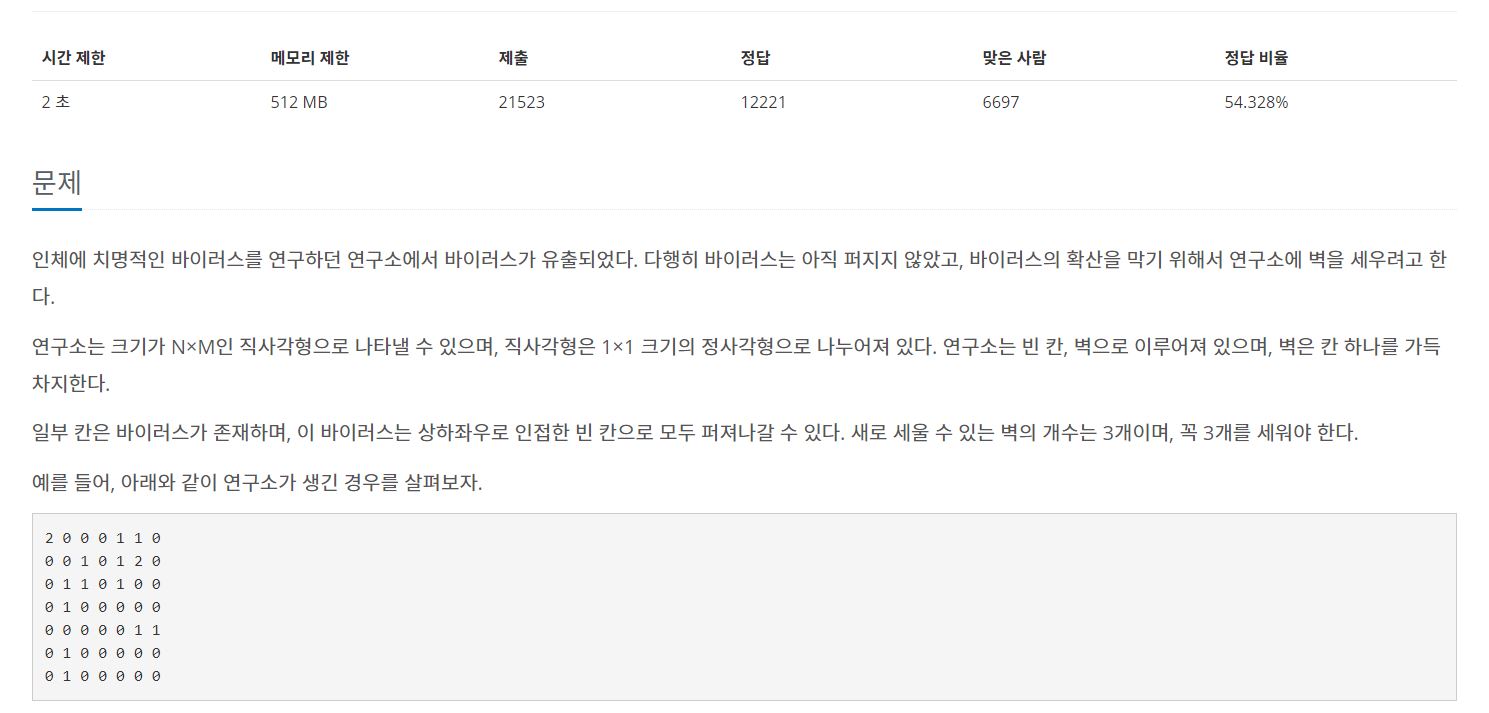 시간 제한 메모리 제한 제출 정답 맞은 사람 정답 비율
2 초 512 MB 21523 12221 6697 54.328%
문제
인체에 치명적인 바이러스를 연구하던 연구소에서 바이러스가 유출되었다. 다행히 바이러스는 아직 퍼지지 않았고, 바이러스의 확산을 막기 위해서 연구소에 벽을 세우려고 한
다.
연구소는 크기가 N×M인 직사각형으로 나타낼 수 있으며, 직사각형은 1×1 크기의 정사각형으로 나누어져 있다. 연구소는 빈 칸, 벽으로 이루어져 있으며, 벽은 칸 하나를 가득
차지한다.
일부 칸은 바이러스가 존재하며, 이 바이러스는 상하좌우로 인접한 빈 칸으로 모두 퍼져나갈 수 있다. 새로 세울 수 있는 벽의 개수는 3개이며, 꼭 3개를 세워야 한다.
예를 들어, 아래와 같이 연구소가 생긴 경우를 살펴보자.
2 0 0 0 1 1 0
0 0 1 0 1 2 0
0 1 1 0 1 0 0
0 1 0 0 0 0 0
0 0 0 0 0 1 1
0 1 0 0 0 0 0
0 1 0 0 0 0 0